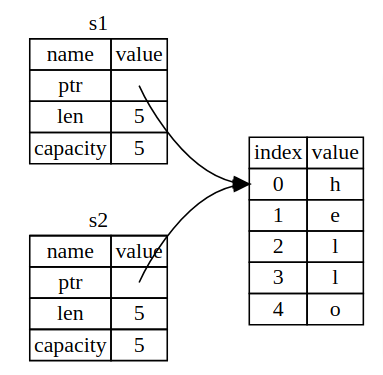 s1
name value
ptr
len 5
capacity 5
s2
name value
ptr
len 5
capacity 5
index value
0 h
1 e
2 l
3 l
4 o